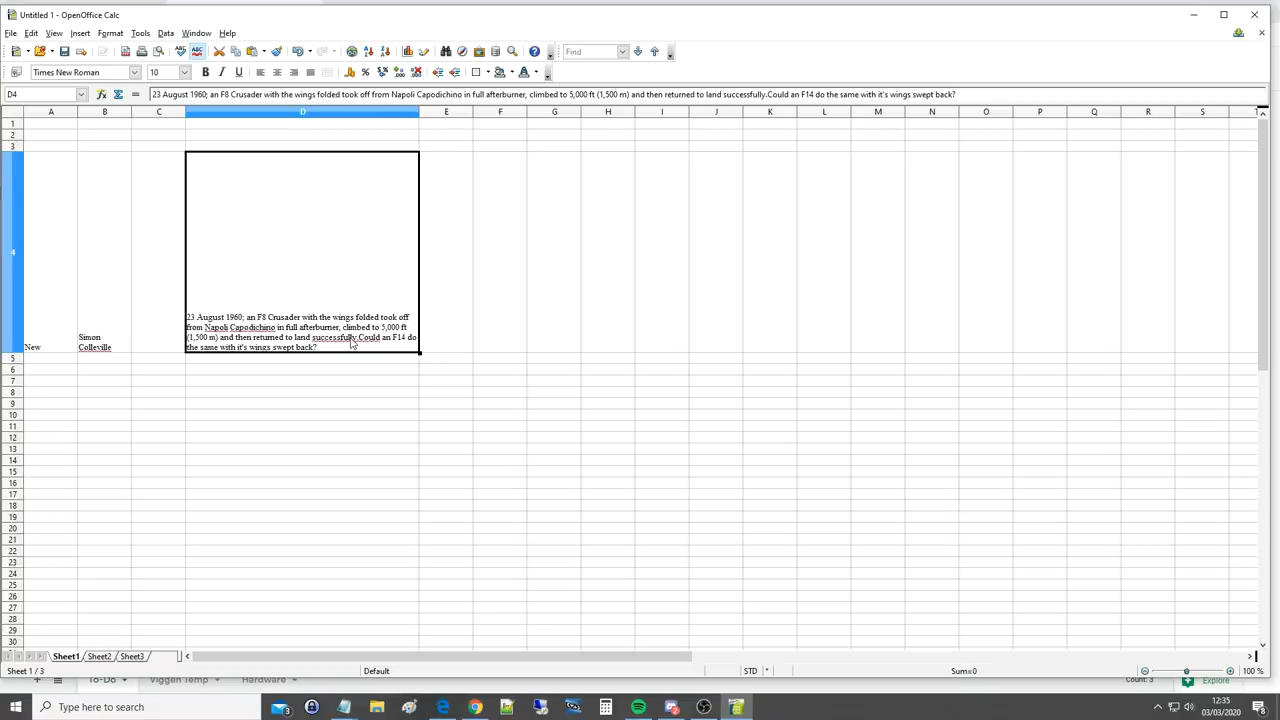 Untitled 1 - OpenOffice Calc
File Edit View Insert Format Tools Data Window Help
Find
Times New Roman 10
D4 23 August 1960; an F8 Crusader with the wings folded took off from Napoli Capodichino in full afterburner, climbed to 5,000 ft (1,500 m) and then returned to land successfully.Could an F14 do the same with it's wings swept back?
A B C D E F G H I J K L M N O P Q R S T
1
2
3
4
23 August 1960; an F8 Crusader with the wings folded took off
from Napoli Capodichino in full afterburner, climbed to 5,000 ft
(1,500 m) and then returned to land successfully.Could an F14 do
the same with it's wings swept back?
Simon
Colleville
New
5
6
7
8
9
10
11
12
13
14
15
16
17
18
19
20
21
22
23
24
25
26
27
28
29
30
Sheet1 Sheet2 Sheet3
Sheet 1 / 3 Default STD * Sum=0 100 %
To-Do Viggen Temp Hardware Count: 3 Explore
Type here to search
12:35
03/03/2020